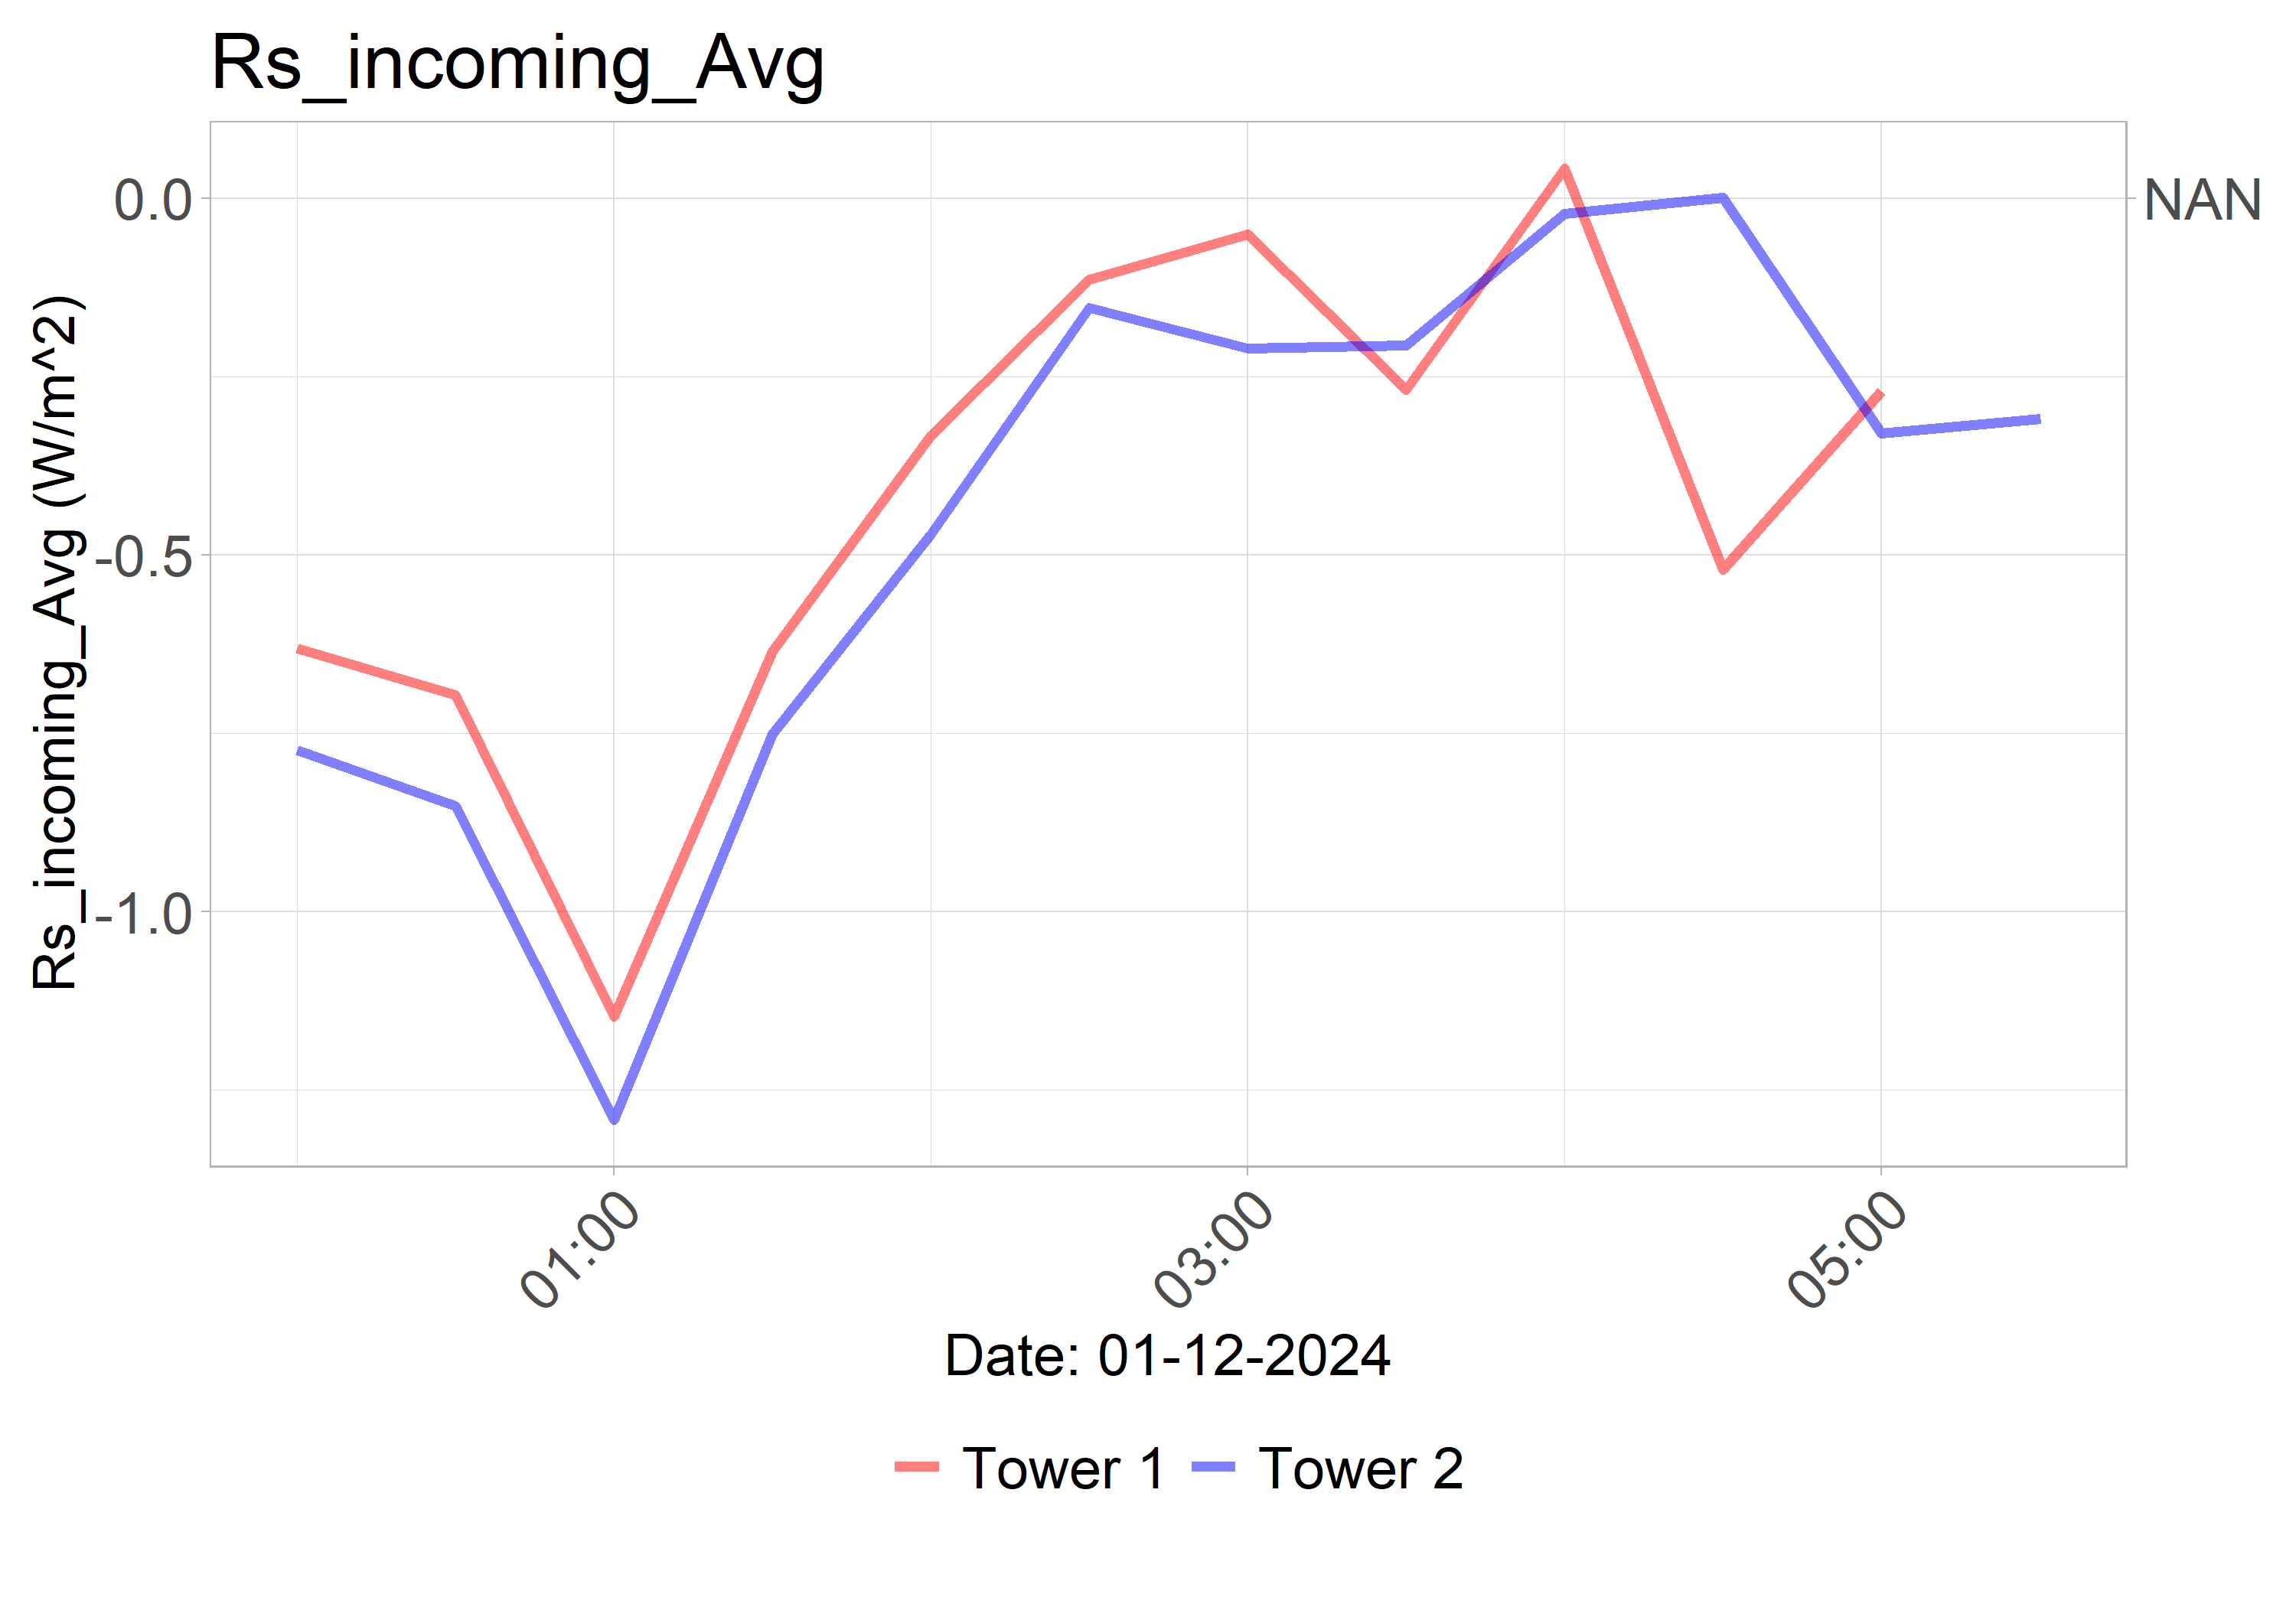 Rs_incoming_Avg
Rs_incoming_Avg (W/m^2)
0.0
-0.5
-1.0
NAN
01:00
03:00
05:00
Date: 01-12-2024
Tower 1
Tower 2